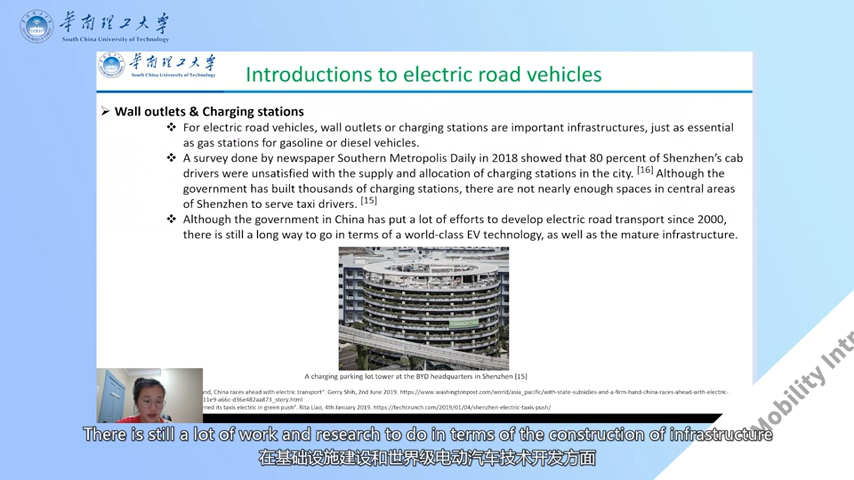 华南理工大学
South China University of Technology
华南理工大学
South China University of Technology
Introductions to electric road vehicles
➢ Wall outlets & Charging stations
❖ For electric road vehicles, wall outlets or charging stations are important infrastructures, just as essential
as gas stations for gasoline or diesel vehicles.
❖ A survey done by newspaper Southern Metropolis Daily in 2018 showed that 80 percent of Shenzhen's cab
drivers were unsatisfied with the supply and allocation of charging stations in the city. [16] Although the
government has built thousands of charging stations, there are not nearly enough spaces in central areas
of Shenzhen to serve taxi drivers. [15]
❖ Although the government in China has put a lot of efforts to develop electric road transport since 2000,
there is still a long way to go in terms of a world-class EV technology, as well as the mature infrastructure.
A charging parking lot tower at the BYD headquarters in Shenzhen [15]
and, China races ahead with electric transport". Gerry Shih, 2nd June 2019. https://www.washingtonpost.com/world/asia_pacific/with-state-subsidies-and-a-firm-hand-china-races-ahead-with-electric-
11e9-a66c-d36e482aa873_story.html
rned its taxis electric in green push". Rita Liao, 4th January 2019. https://techcrunch.com/2019/01/04/shenzhen-electric-taxis-push/
Mobility Intr
There is still a lot of work and research to do in terms of the construction of infrastructure
在基础设施建设和世界级电动汽车技术开发方面